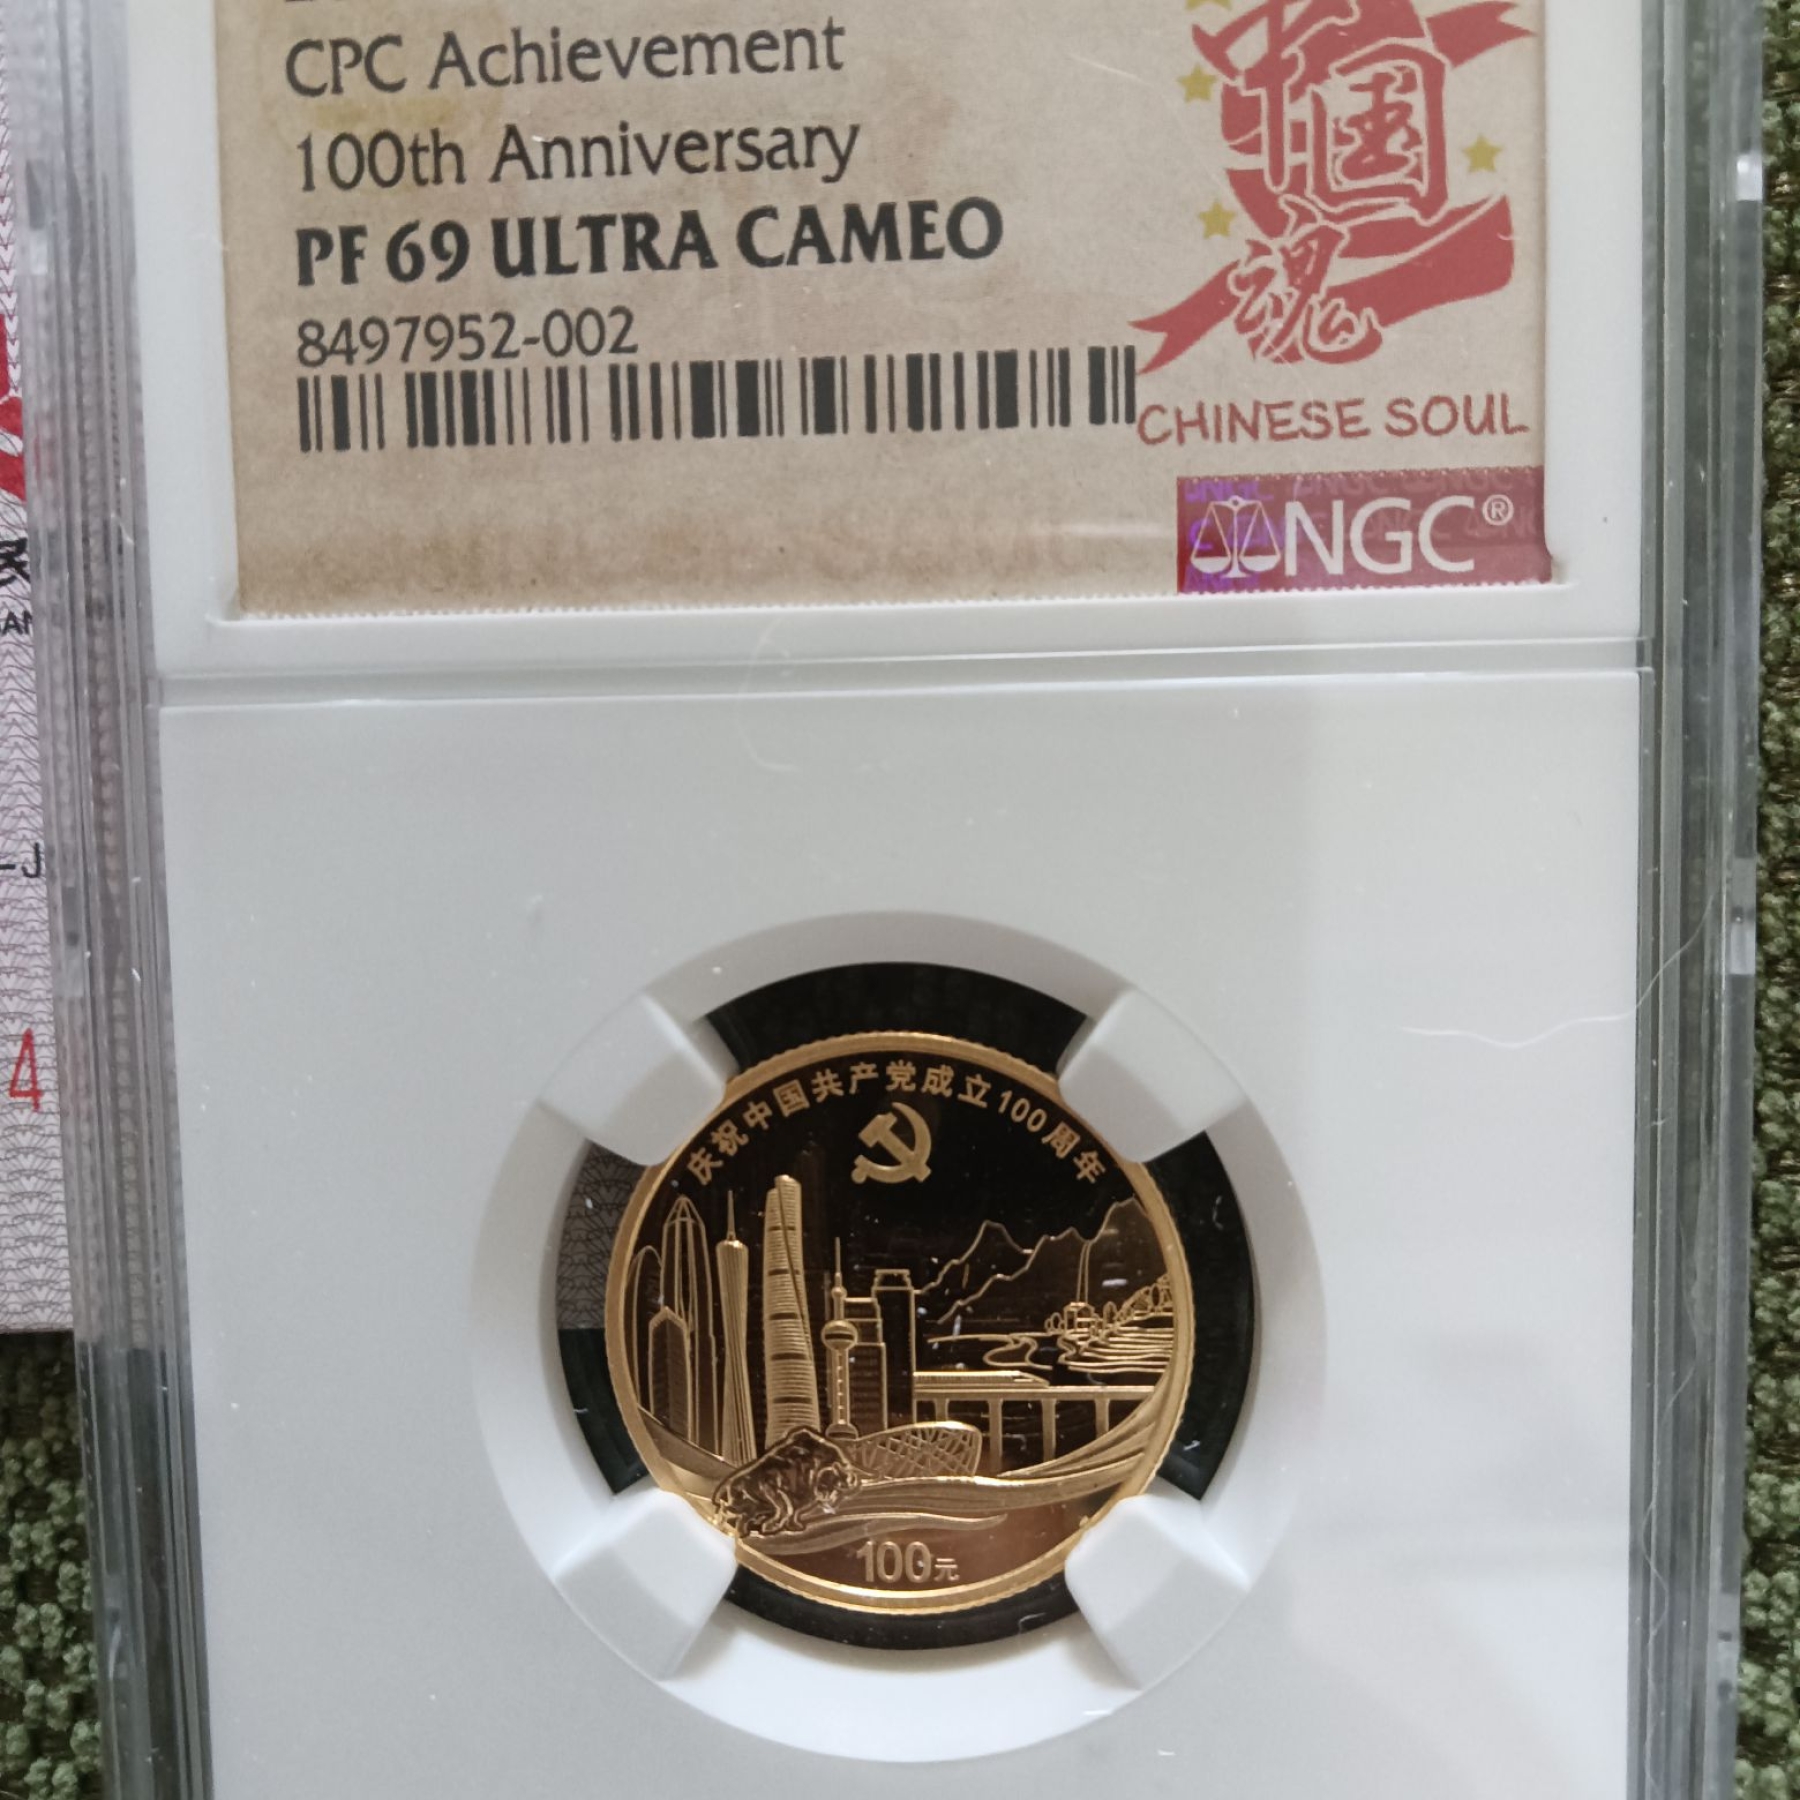 CPC Achievement
100th Anniversary
PF 69 ULTRA CAMEO
8497952-002
中国魂
CHINESE SOUL
NGC®
庆祝中国共产党成立100周年
100元
-J
4